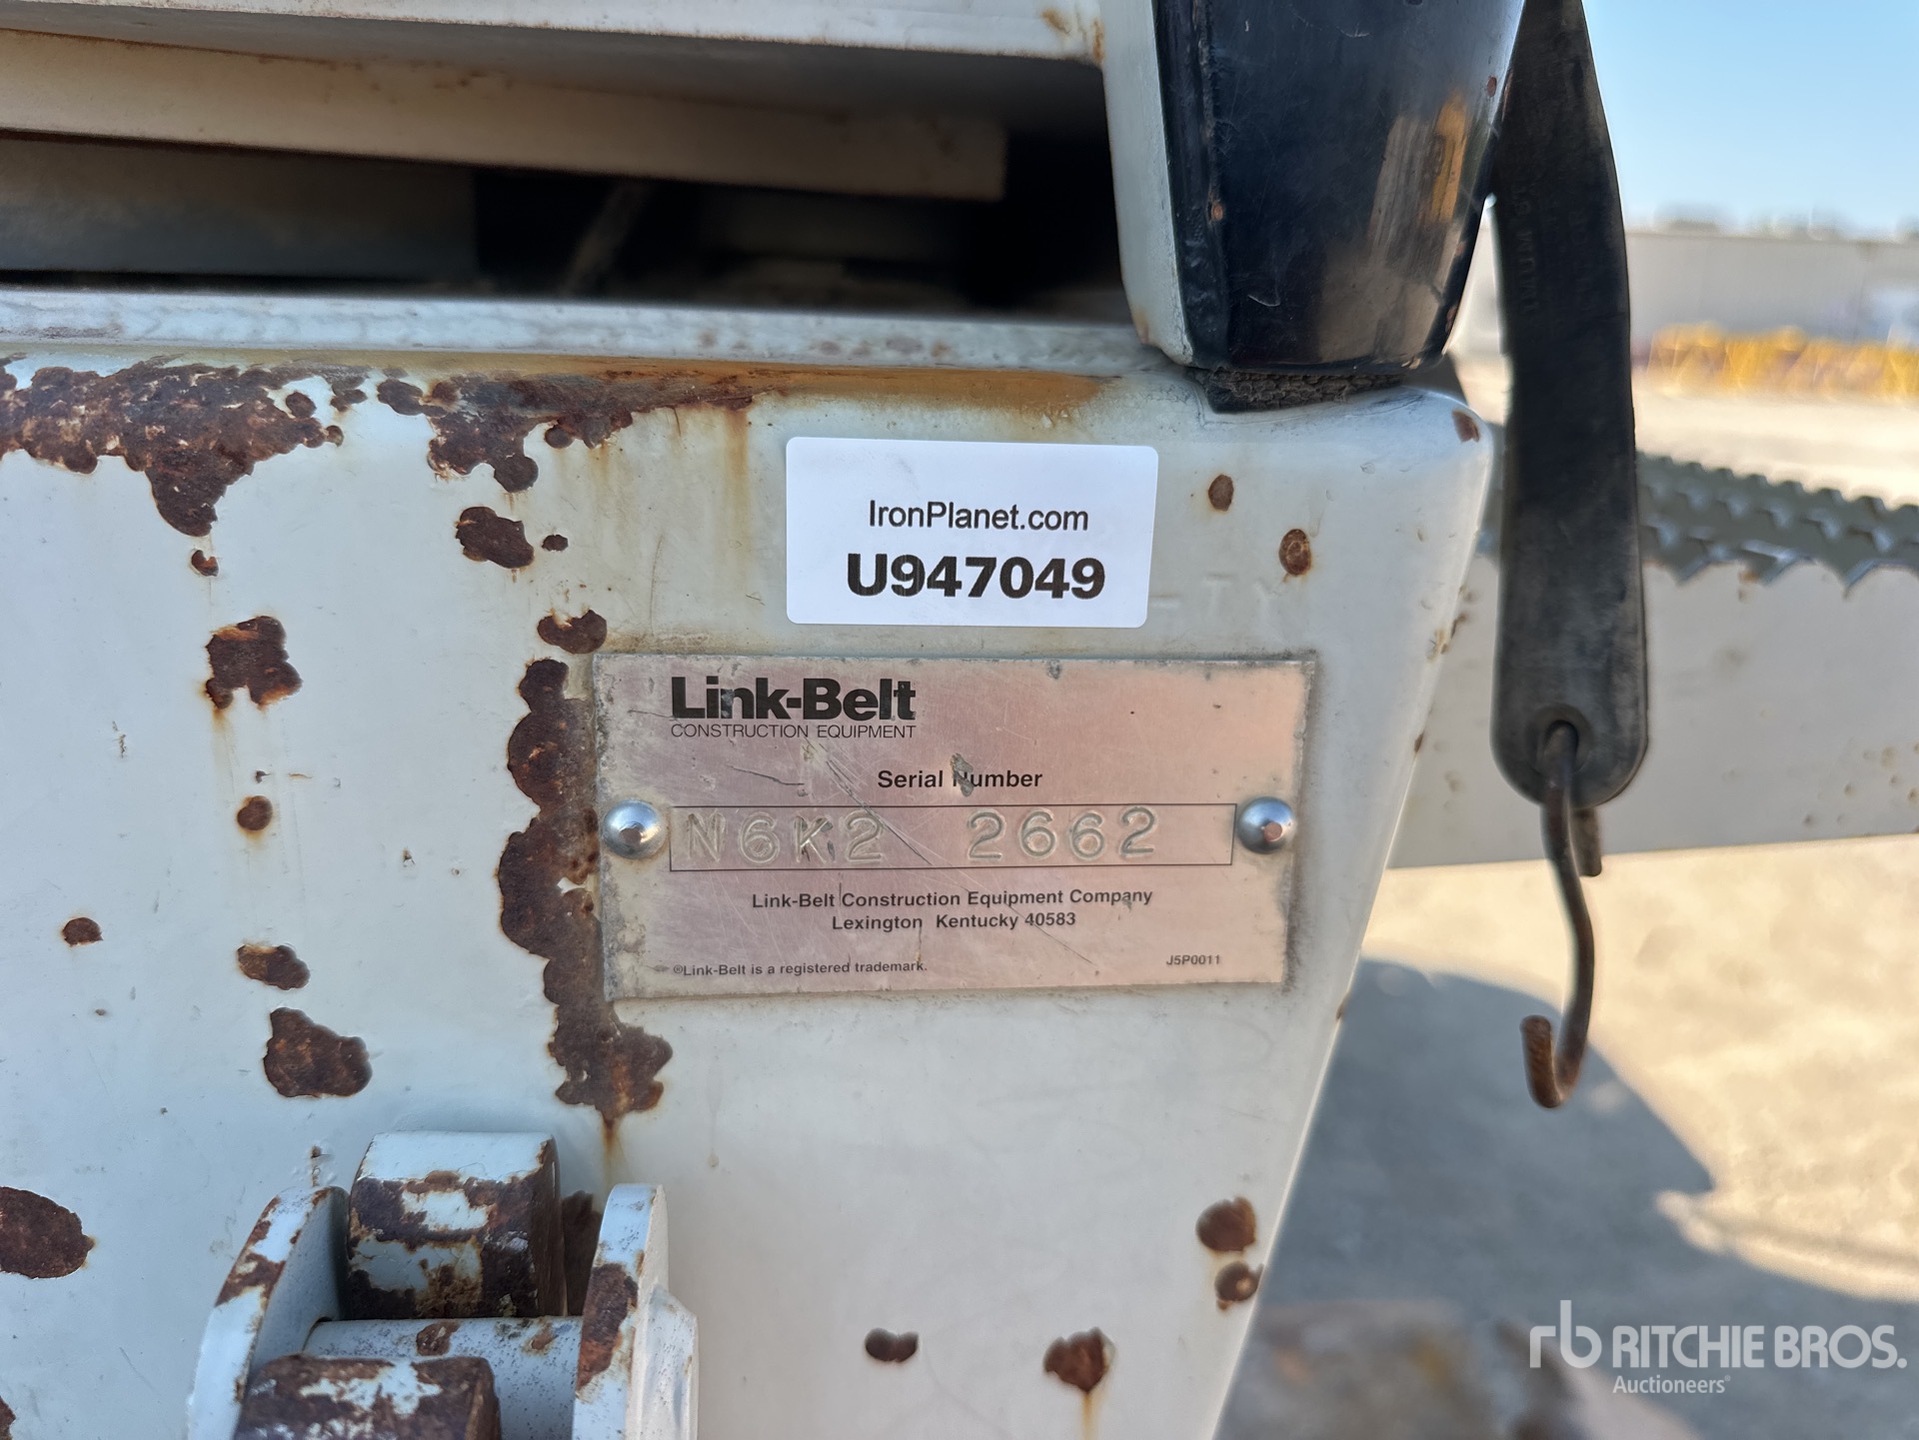 IronPlanet.com
U947049
Link-Belt
CONSTRUCTION EQUIPMENT
Serial Number
N6K2 2662
Link-Belt Construction Equipment Company
Lexington Kentucky 40583
®Link-Belt is a registered trademark.
J5P0011
rb RITCHIE BROS.
Auctioneers®